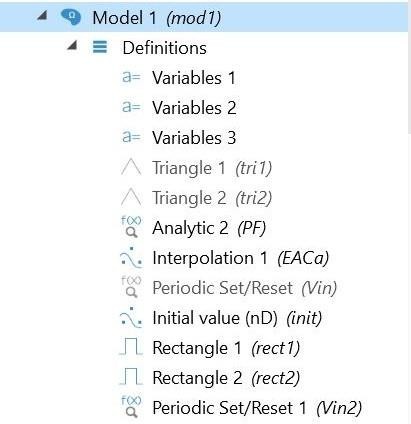 Model 1 (mod1)
Definitions
a= Variables 1
a= Variables 2
a= Variables 3
Triangle 1 (tri1)
Triangle 2 (tri2)
f(x) Analytic 2 (PF)
Interpolation 1 (EACa)
f(x) Periodic Set/Reset (Vin)
Initial value (nD) (init)
Rectangle 1 (rect1)
Rectangle 2 (rect2)
f(x) Periodic Set/Reset 1 (Vin2)